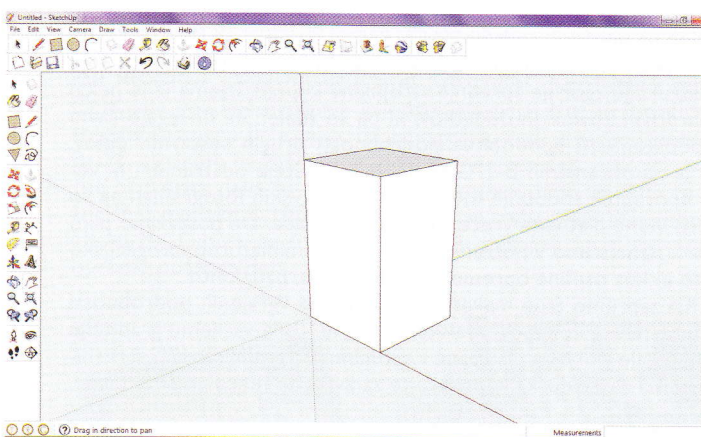 Untitled - SketchUp
File Edit View Camera Draw Tools Window Help
Drag in direction to pan
Measurements